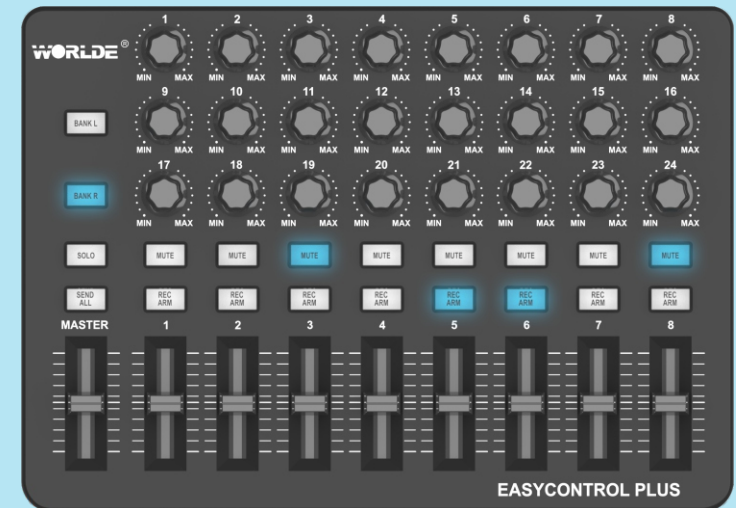 1 2 3 4 5 6 7 8
WORLDE®
MIN MAX MIN MAX MIN MAX MIN MAX MIN MAX MIN MAX MIN MAX MIN MAX
9 10 11 12 13 14 15 16
BANK L
MIN MAX MIN MAX MIN MAX MIN MAX MIN MAX MIN MAX MIN MAX MIN MAX
17 18 19 20 21 22 23 24
BANK R
MIN MAX MIN MAX MIN MAX MIN MAX MIN MAX MIN MAX MIN MAX MIN MAX
SOLO MUTE MUTE MUTE MUTE MUTE MUTE MUTE MUTE
SEND REC REC REC REC REC REC REC REC
ALL ARM ARM ARM ARM ARM ARM ARM ARM
MASTER 1 2 3 4 5 6 7 8
EASYCONTROL PLUS